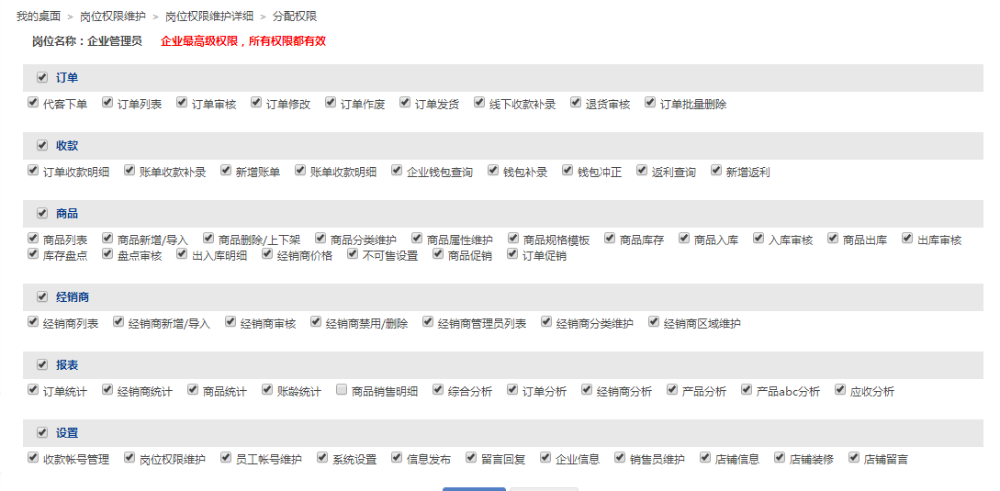 我的桌面 > 岗位权限维护 > 岗位权限维护详细 > 分配权限
岗位名称：企业管理员 企业最高级权限，所有权限都有效
订单
代客下单 订单列表 订单审核 订单修改 订单作废 订单发货 线下收款补录 退货审核 订单批量删除
收款
订单收款明细 账单收款补录 新增账单 账单收款明细 企业钱包查询 钱包补录 钱包冲正 返利查询 新增返利
商品
商品列表 商品新增/导入 商品删除/上下架 商品分类维护 商品属性维护 商品规格模板 商品库存 商品入库 入库审核 商品出库 出库审核
库存盘点 盘点审核 出入库明细 经销商价格 不可售设置 商品促销 订单促销
经销商
经销商列表 经销商新增/导入 经销商审核 经销商禁用/删除 经销商管理员列表 经销商分类维护 经销商区域维护
报表
订单统计 经销商统计 商品统计 账龄统计 商品销售明细 综合分析 订单分析 经销商分析 产品分析 产品abc分析 应收分析
设置
收款帐号管理 岗位权限维护 员工帐号维护 系统设置 信息发布 留言回复 企业信息 销售员维护 店铺信息 店铺装修 店铺留言